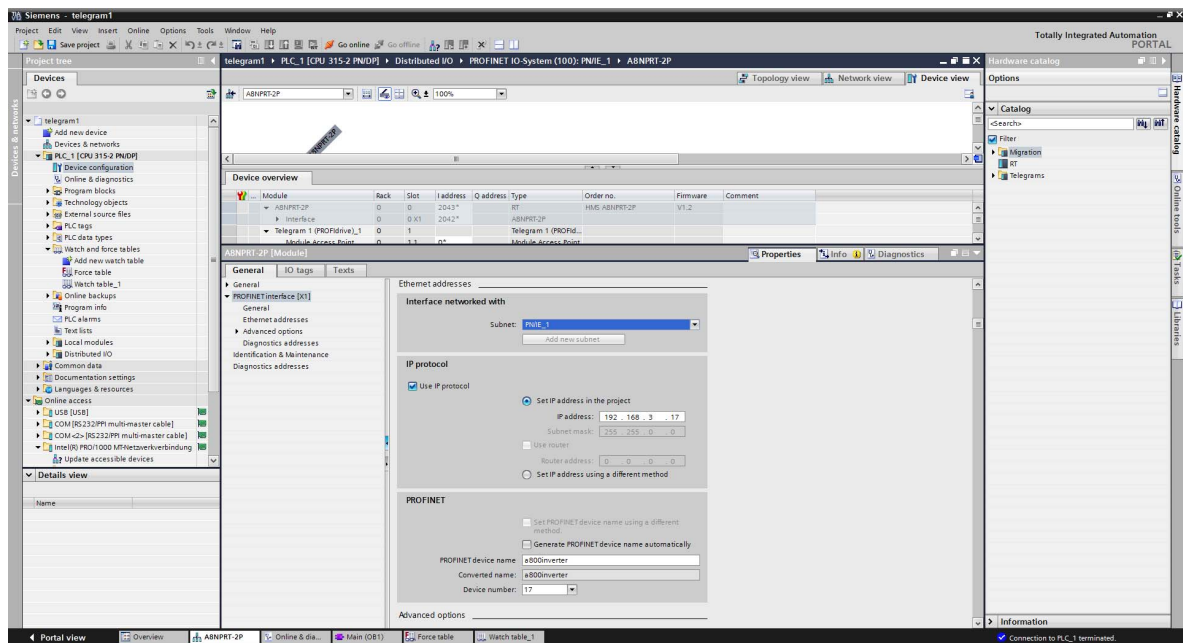 Siemens - telegram1
Project Edit View Insert Online Options Tools Window Help
Save project
Go online
Go offline
Totally Integrated Automation
PORTAL
Project tree
telegram1 ▸ PLC_1 [CPU 315-2 PN/DP] ▸ Distributed I/O ▸ PROFINET IO-System (100): PN/IE_1 ▸ A8NPRT-2P
Hardware catalog
Devices
Topology view
Network view
Device view
Options
A8NPRT-2P
100%
Devices & networks
telegram1
Add new device
Devices & networks
PLC_1 [CPU 315-2 PN/DP]
Device configuration
Online & diagnostics
Program blocks
Technology objects
External source files
PLC tags
PLC data types
Watch and force tables
Add new watch table
Force table
Watch table_1
Online backups
Program info
PLC alarms
Text lists
Local modules
Distributed I/O
Common data
Documentation settings
Languages & resources
Online access
USB [USB]
COM [RS232/PPI multi-master cable]
COM <2> [RS232/PPI multi-master cable]
Intel(R) PRO/1000 MT-Netzwerkverbindung
Update accessible devices
Details view
Name
Device overview
... Module Rack Slot I address Q address Type Order no. Firmware Comment
A8NPRT-2P 0 0 2043* RT HMS A8NPRT-2P V1.2
Interface 0 0 X1 2042* A8NPRT-2P
Telegram 1 (PROFIdrive)_1 0 1 Telegram 1 (PROFId...
Module Access Point 0 1 1 0* Module Access Point
A8NPRT-2P [Module]
Properties
Info
Diagnostics
General
IO tags
Texts
General
PROFINET interface [X1]
General
Ethernet addresses
Advanced options
Diagnostics addresses
Identification & Maintenance
Diagnostics addresses
Ethernet addresses
Interface networked with
Subnet: PN/IE_1
Add new subnet
IP protocol
Use IP protocol
Set IP address in the project
IP address: 192 . 168 . 3 . 17
Subnet mask: 255 . 255 . 0 . 0
Use router
Router address: 0 . 0 . 0 . 0
Set IP address using a different method
PROFINET
Set PROFINET device name using a different
method.
Generate PROFINET device name automatically
PROFINET device name a800inverter
Converted name: a800inverter
Device number: 17
Advanced options
Catalog
<Search>
Filter
Migration
RT
Telegrams
Information
Hardware catalog
Online tools
Tasks
Libraries
Portal view
Overview
A8NPRT-2P
Online & dia...
Main (OB1)
Force table
Watch table_1
Connection to PLC_1 terminated.